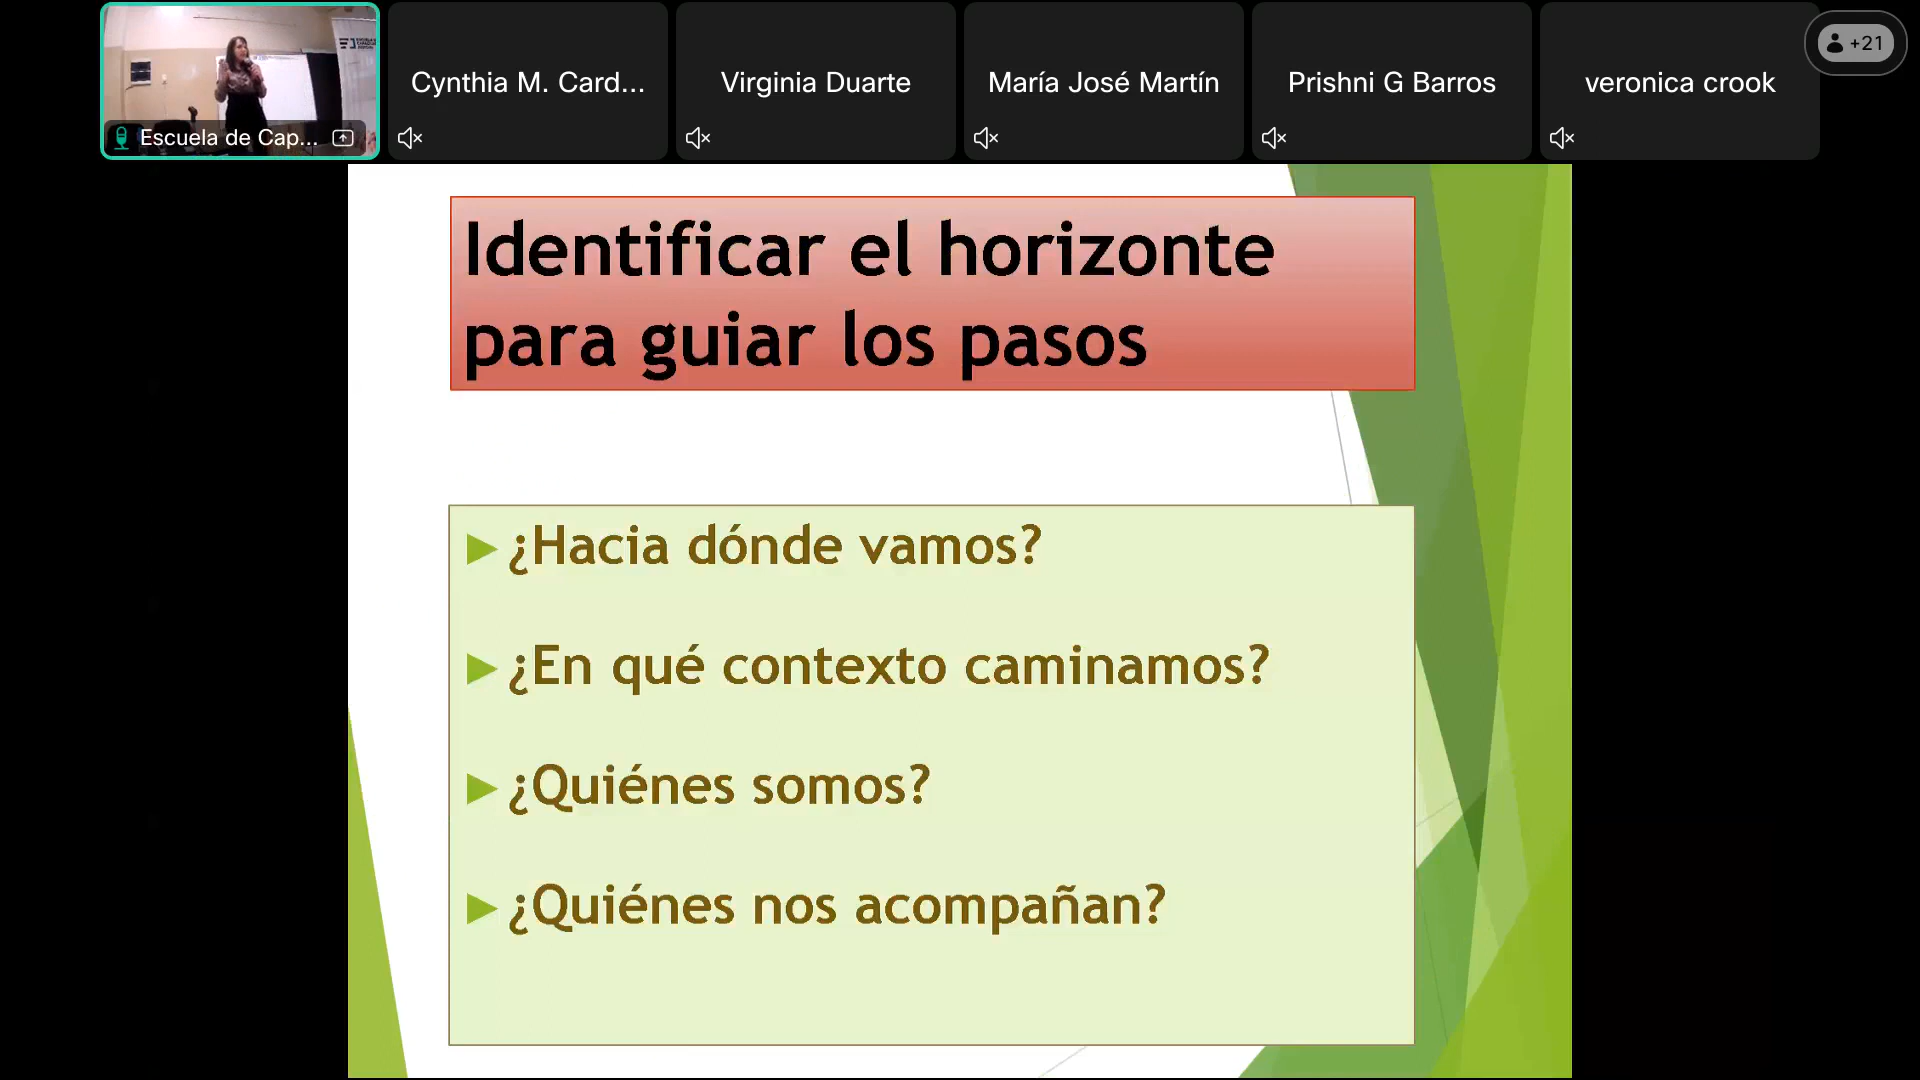 Escuela de Cap...
Cynthia M. Card...
Virginia Duarte
María José Martín
Prishni G Barros
veronica crook
+21
Identificar el horizonte
para guiar los pasos
¿Hacia dónde vamos?
¿En qué contexto caminamos?
¿Quiénes somos?
¿Quiénes nos acompañan?